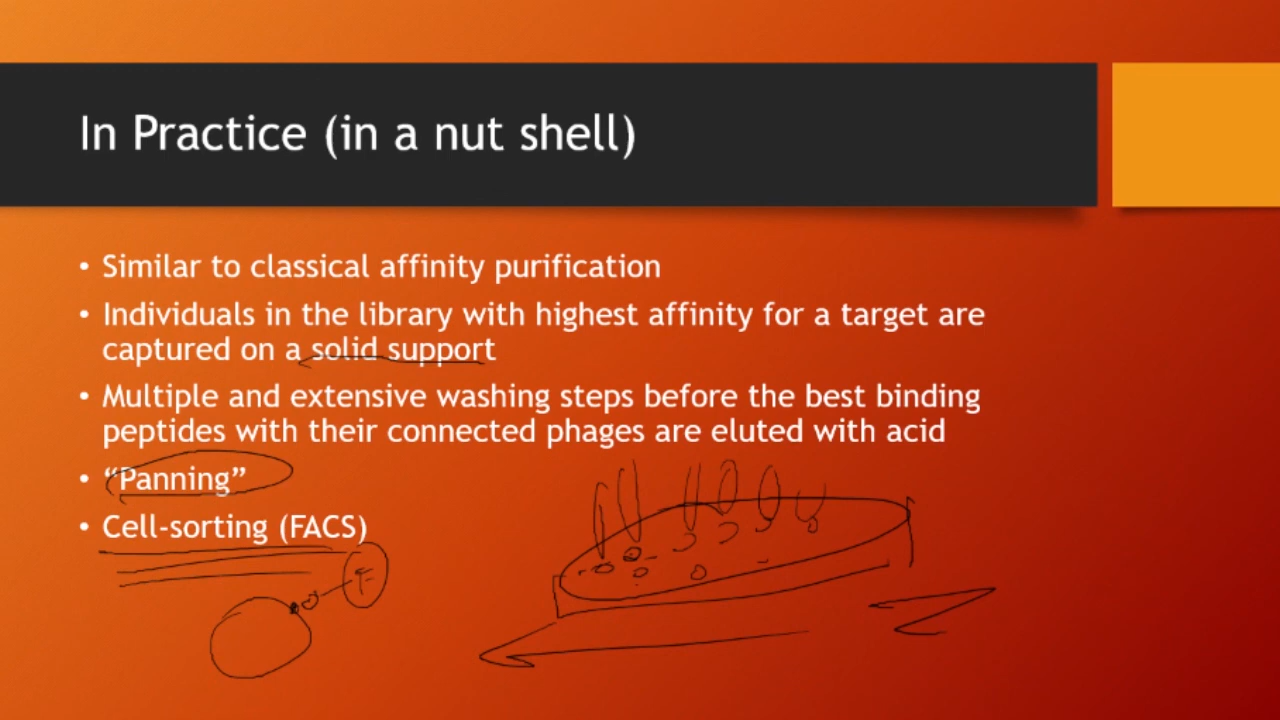 In Practice (in a nut shell)
• Similar to classical affinity purification
• Individuals in the library with highest affinity for a target are
captured on a solid support
• Multiple and extensive washing steps before the best binding
peptides with their connected phages are eluted with acid
• “Panning”
• Cell-sorting (FACS)
F